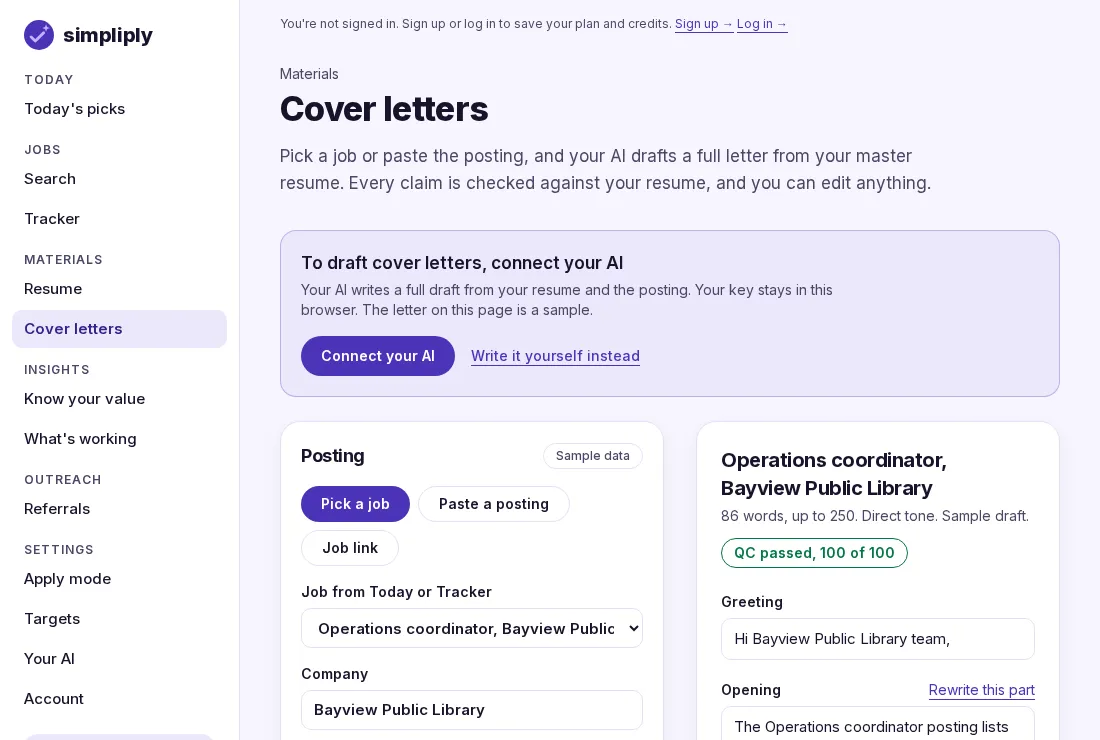 simpliply
TODAY
Today's picks
JOBS
Search
Tracker
MATERIALS
Resume
Cover letters
INSIGHTS
Know your value
What's working
OUTREACH
Referrals
SETTINGS
Apply mode
Targets
Your AI
Account
You're not signed in. Sign up or log in to save your plan and credits. Sign up → Log in →
Materials
Cover letters
Pick a job or paste the posting, and your AI drafts a full letter from your master
resume. Every claim is checked against your resume, and you can edit anything.
To draft cover letters, connect your AI
Your AI writes a full draft from your resume and the posting. Your key stays in this
browser. The letter on this page is a sample.
Connect your AI
Write it yourself instead
Posting
Sample data
Pick a job
Paste a posting
Job link
Job from Today or Tracker
Operations coordinator, Bayview Public
Company
Bayview Public Library
Operations coordinator,
Bayview Public Library
86 words, up to 250. Direct tone. Sample draft.
QC passed, 100 of 100
Greeting
Hi Bayview Public Library team,
Opening
Rewrite this part
The Operations coordinator posting lists